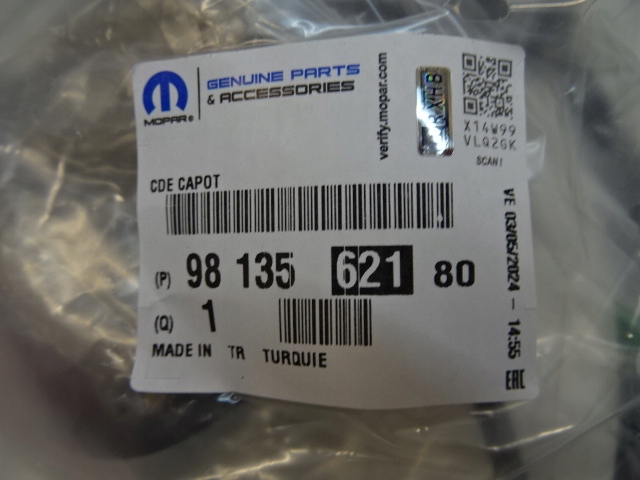 MOPAR®
GENUINE PARTS
& ACCESSORIES
verify.mopar.com
X14W99
VLQ2GK
SCAN!
CDE CAPOT
(P) 98 135 621 80
(Q) 1
MADE IN TR TURQUIE
VE 03/05/2024 - 14:55
EAC